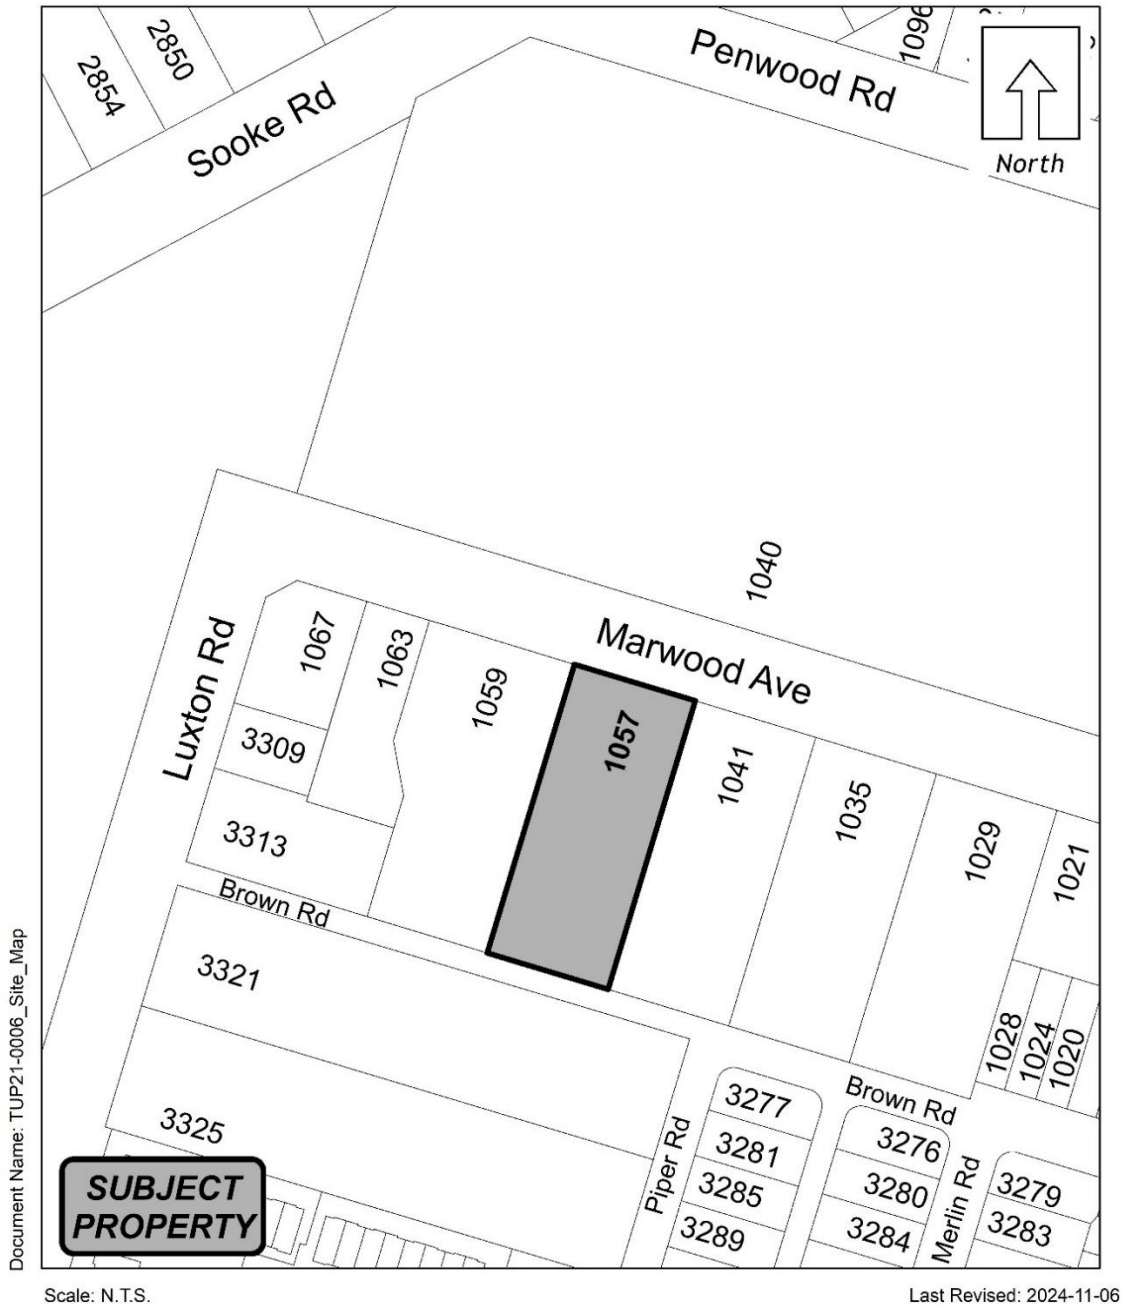 2854
2850
Sooke Rd
Penwood Rd
1096
North
1040
Marwood Ave
Luxton Rd
1067
1063
1059
1057
1041
1035
1029
1021
3309
3313
Brown Rd
3321
3325
1028
1024
1020
Brown Rd
Piper Rd
3277
3281
3285
3289
3276
3280
3284
Merlin Rd
3279
3283
SUBJECT
PROPERTY
Document Name: TUP21-0006_Site_Map
Scale: N.T.S.
Last Revised: 2024-11-06